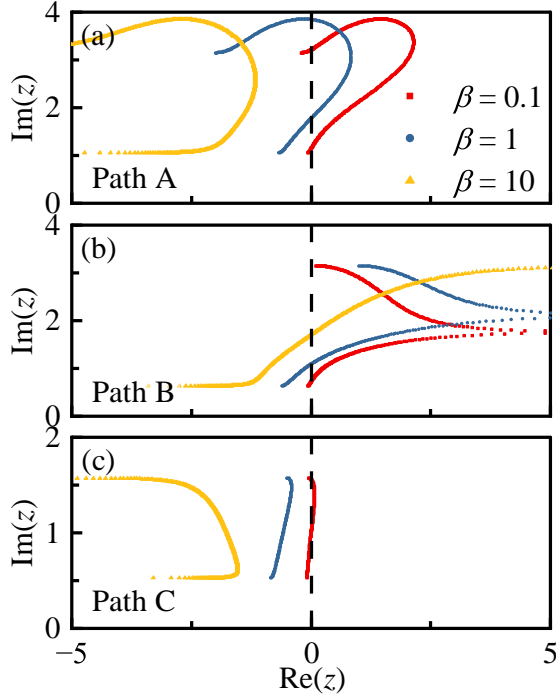 4
(a)
Im(z)
2
β = 0.1
β = 1
β = 10
Path A
0
4
(b)
Im(z)
2
Path B
0
2
(c)
Im(z)
1
Path C
0
−5
0
5
Re(z)